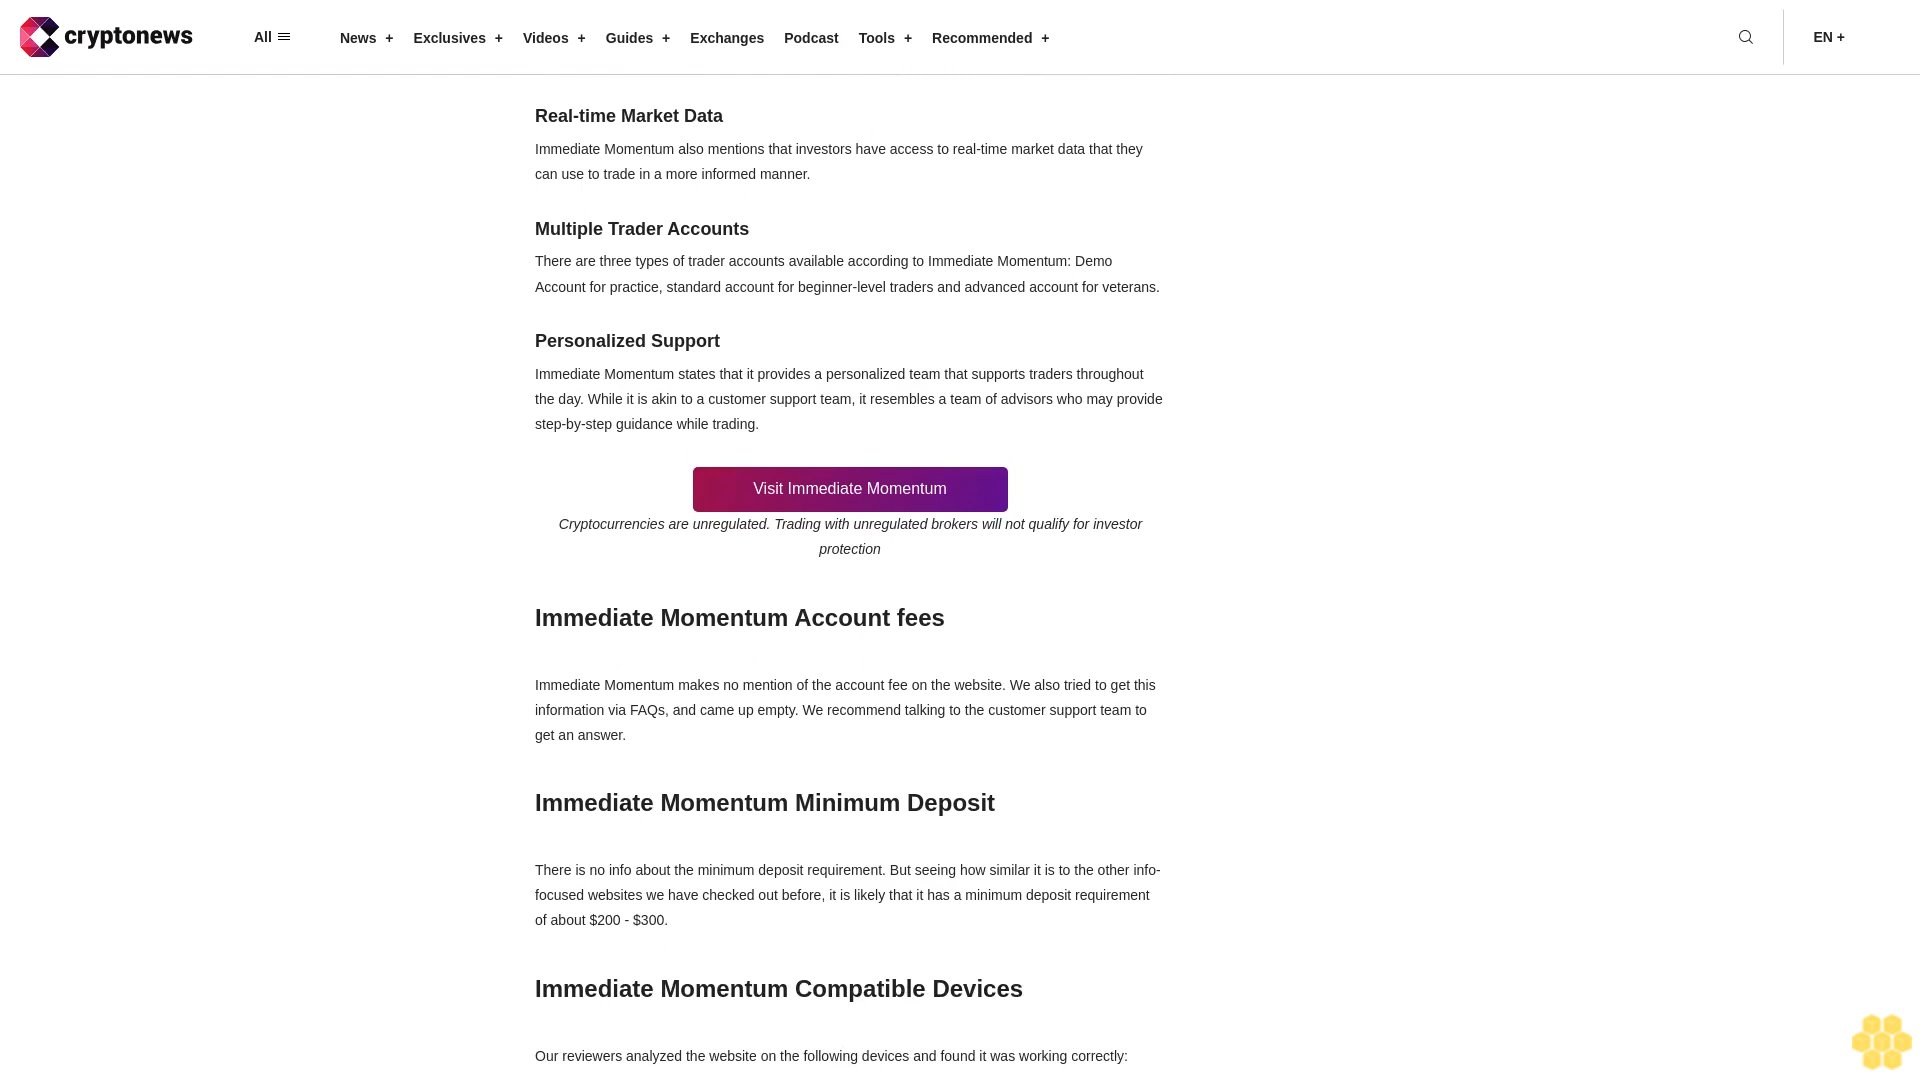 cryptonews
All
News +
Exclusives +
Videos +
Guides +
Exchanges
Podcast
Tools +
Recommended +
EN +
Real-time Market Data
Immediate Momentum also mentions that investors have access to real-time market data that they
can use to trade in a more informed manner.
Multiple Trader Accounts
There are three types of trader accounts available according to Immediate Momentum: Demo
Account for practice, standard account for beginner-level traders and advanced account for veterans.
Personalized Support
Immediate Momentum states that it provides a personalized team that supports traders throughout
the day. While it is akin to a customer support team, it resembles a team of advisors who may provide
step-by-step guidance while trading.
Visit Immediate Momentum
Cryptocurrencies are unregulated. Trading with unregulated brokers will not qualify for investor
protection
Immediate Momentum Account fees
Immediate Momentum makes no mention of the account fee on the website. We also tried to get this
information via FAQs, and came up empty. We recommend talking to the customer support team to
get an answer.
Immediate Momentum Minimum Deposit
There is no info about the minimum deposit requirement. But seeing how similar it is to the other info-
focused websites we have checked out before, it is likely that it has a minimum deposit requirement
of about $200 - $300.
Immediate Momentum Compatible Devices
Our reviewers analyzed the website on the following devices and found it was working correctly: